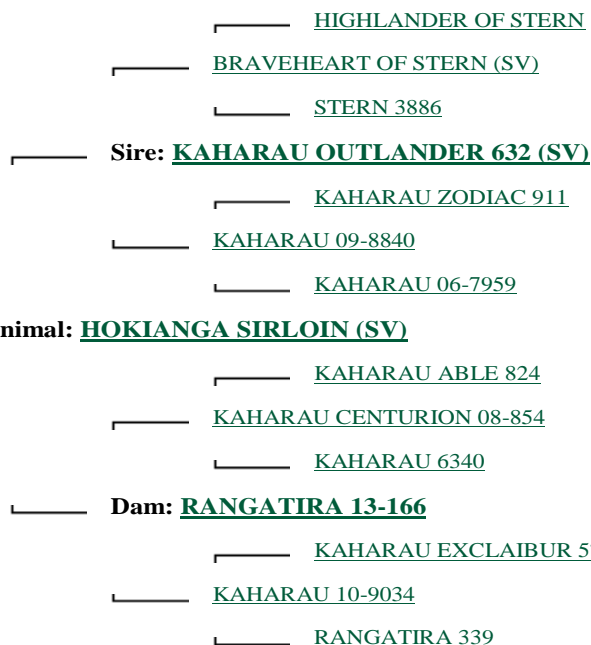 HIGHLANDER OF STERN
BRAVEHEART OF STERN (SV)
STERN 3886
Sire: KAHARAU OUTLANDER 632 (SV)
KAHARAU ZODIAC 911
KAHARAU 09-8840
KAHARAU 06-7959
nimal: HOKIANGA SIRLOIN (SV)
KAHARAU ABLE 824
KAHARAU CENTURION 08-854
KAHARAU 6340
Dam: RANGATIRA 13-166
KAHARAU EXCLAIBUR
KAHARAU 10-9034
RANGATIRA 339